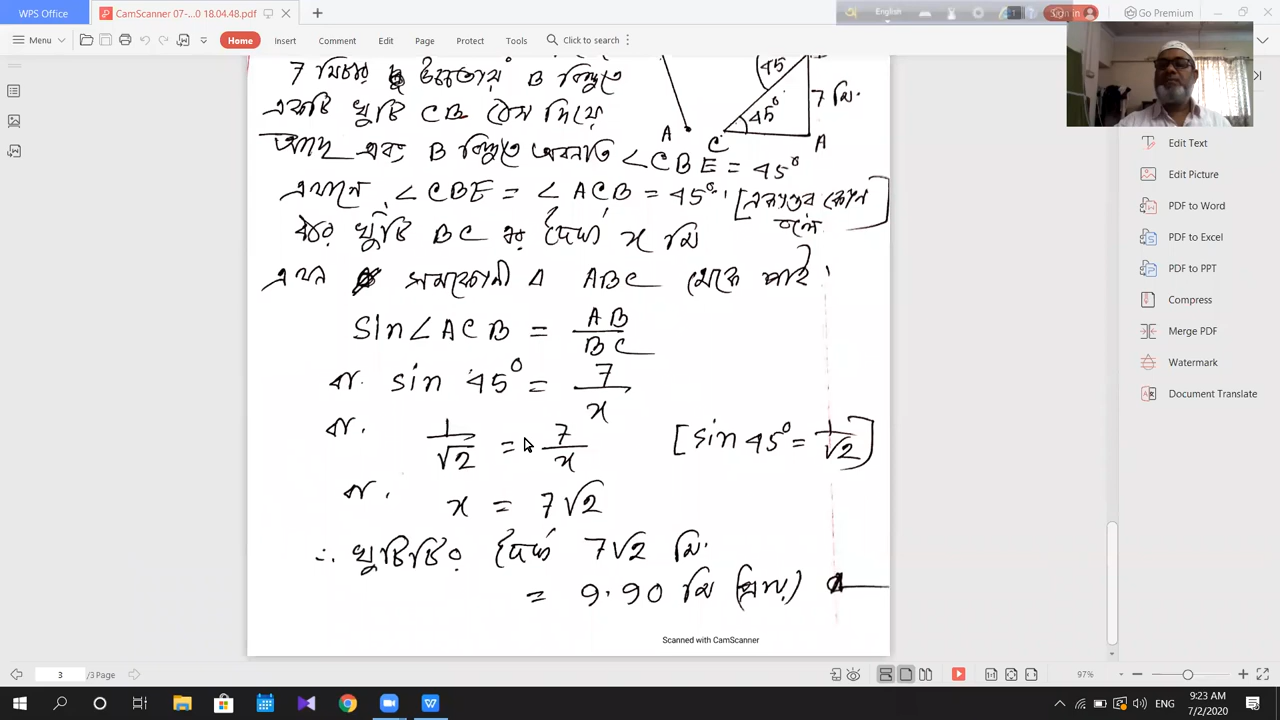 WPS Office
CamScanner 07- 0 18.04.48.pdf
English
Sign in
Go Premium
Menu
Home
Insert
Comment
Edit
Page
Protect
Tools
Click to search
7 মিটার উচ্চতায় B বিন্দুতে
একটি খুঁটি CB ঠেস দিয়ে
আছে এবং B বিন্দুতে অবনতি ∠CBE = 45°
এখানে, ∠CBE = ∠ACB = 45° [একান্তর কোণ
বলে]
ধরি খুঁটি BC এর দৈর্ঘ্য x মি
এখন সমকোণী Δ ABC থেকে পাই।
Sin∠ACB = AB/BC
বা. sin 45° = 7/x
বা. 1/√2 = 7/x [sin 45° = 1/√2]
বা. x = 7√2
∴ খুঁটিটির দৈর্ঘ্য 7√2 মি.
= 9.90 মি (প্রায়)
45
45°
7 মি.
A
C
A
Scanned with CamScanner
Edit Text
Edit Picture
PDF to Word
PDF to Excel
PDF to PPT
Compress
Merge PDF
Watermark
Document Translate
3 /3 Page
97%
ENG
9:23 AM
7/2/2020